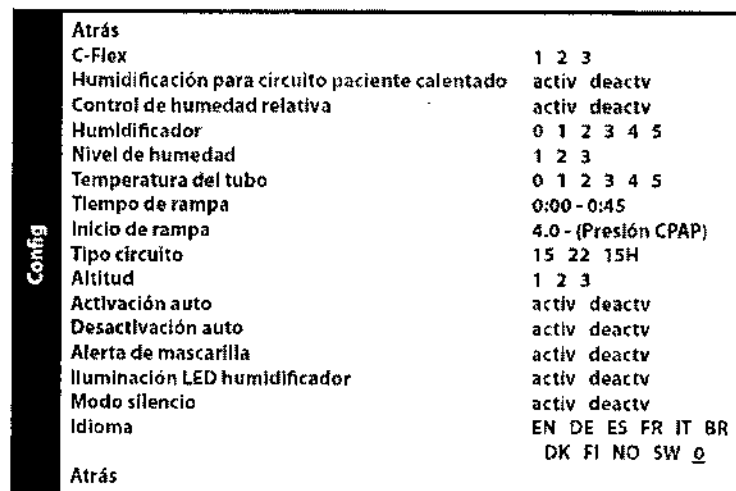 Atrás
C-Flex 1 2 3
Humidificación para circuito paciente calentado activ deactv
Control de humedad relativa activ deactv
Humidificador 0 1 2 3 4 5
Nivel de humedad 1 2 3
Temperatura del tubo 0 1 2 3 4 5
Tiempo de rampa 0:00 - 0:45
Inicio de rampa 4.0 - (Presión CPAP)
Tipo circuito 15 22 15H
Altitud 1 2 3
Activación auto activ deactv
Desactivación auto activ deactv
Alerta de mascarilla activ deactv
Iluminación LED humidificador activ deactv
Modo silencio activ deactv
Idioma EN DE ES FR IT BR
DK FI NO SW o
Atrás
Config